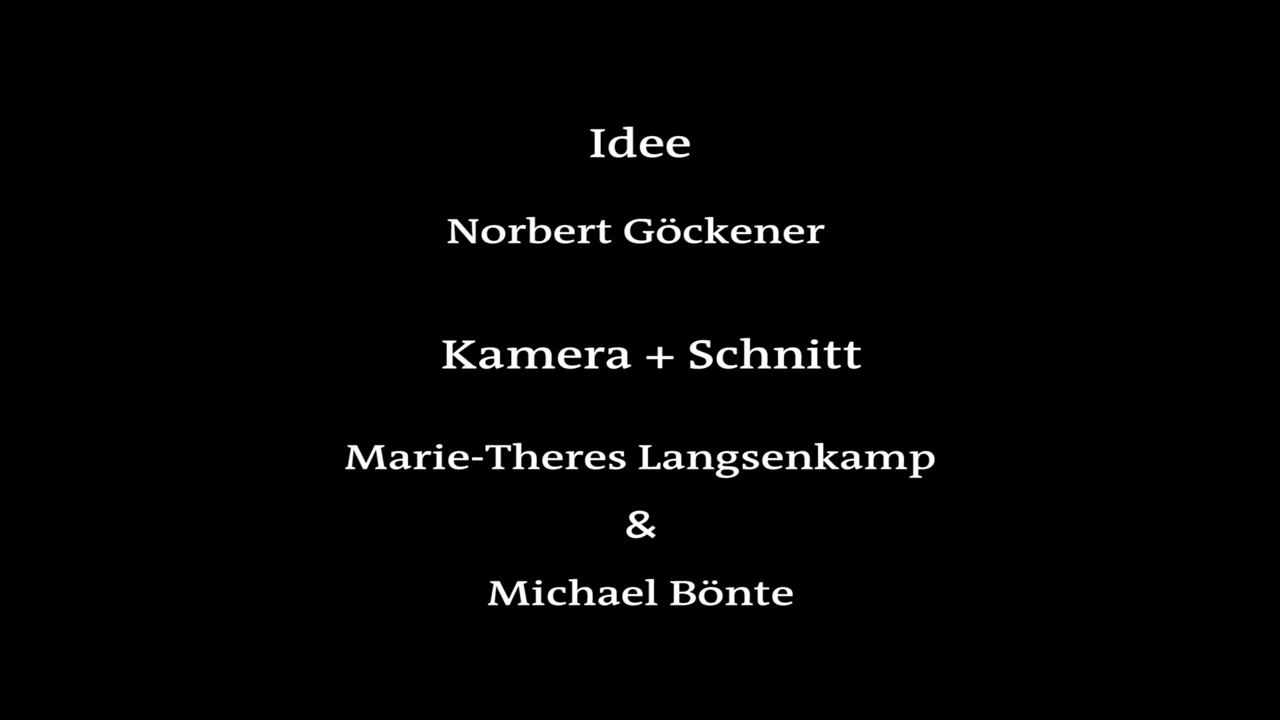 Idee
Norbert Göckener
Kamera + Schnitt
Marie-Theres Langsenkamp
&
Michael Bönte